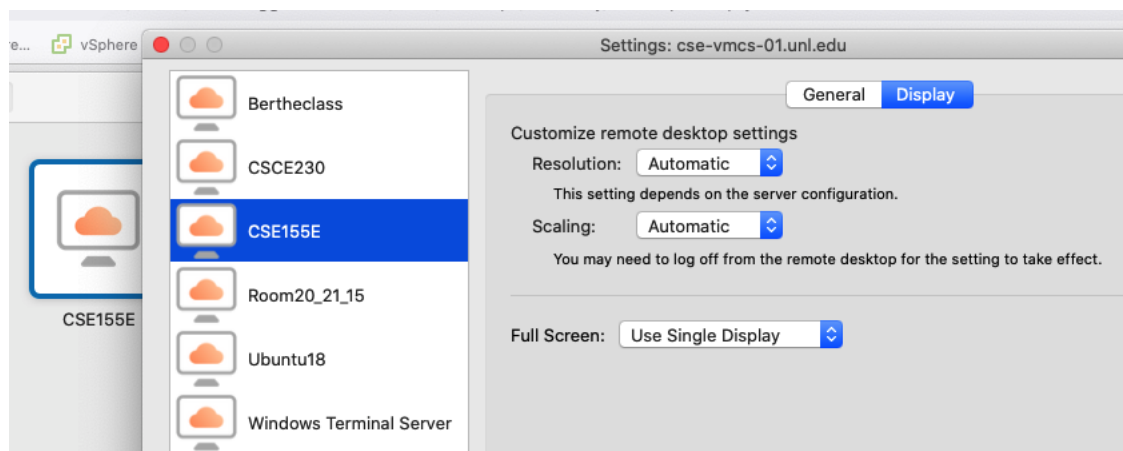 re... vSphere
Settings: cse-vmcs-01.unl.edu
General Display
Bertheclass
CSCE230
CSE155E
Room20_21_15
Ubuntu18
Windows Terminal Server
Customize remote desktop settings
Resolution: Automatic
This setting depends on the server configuration.
Scaling: Automatic
You may need to log off from the remote desktop for the setting to take effect.
Full Screen: Use Single Display
CSE155E